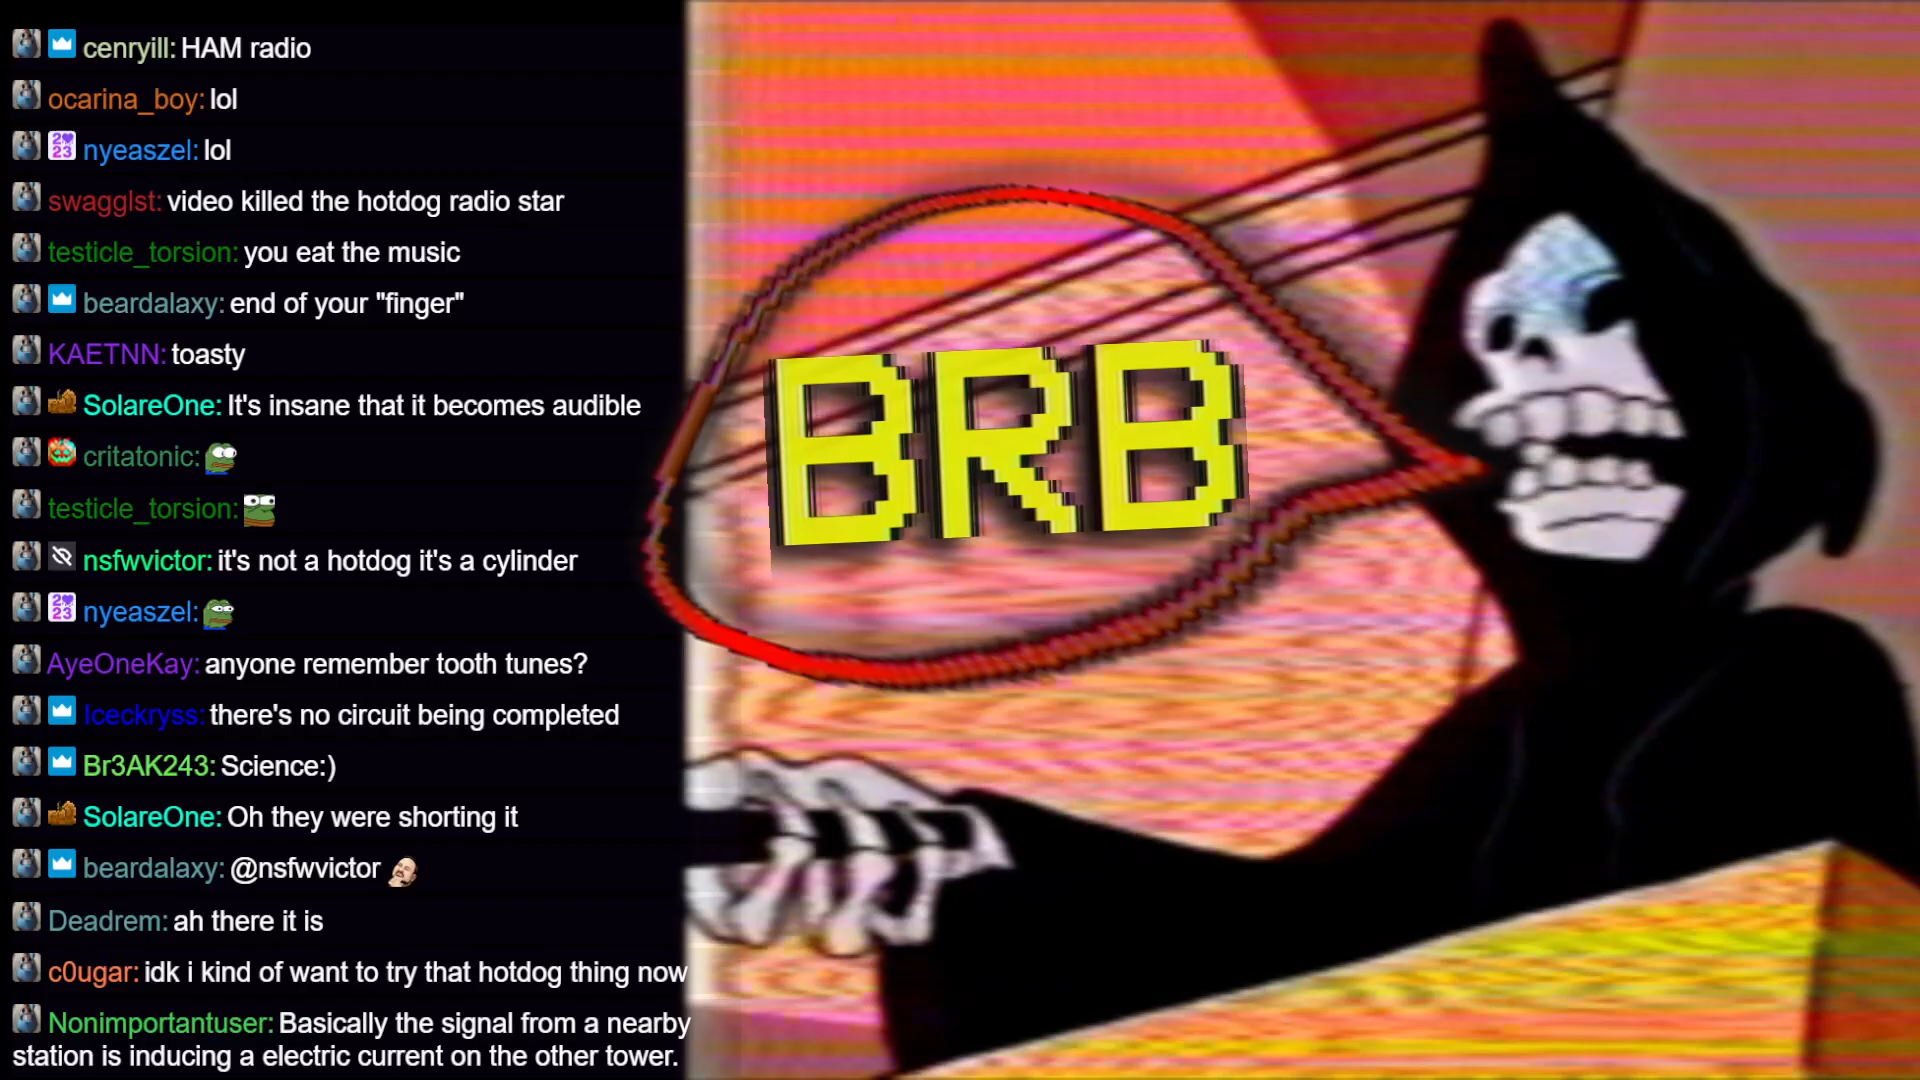 cenryill: HAM radio
ocarina_boy: lol
nyeaszel: lol
swagglst: video killed the hotdog radio star
testicle_torsion: you eat the music
beardalaxy: end of your "finger"
KAETNN: toasty
SolareOne: It's insane that it becomes audible
critatonic:
testicle_torsion:
nsfwvictor: it's not a hotdog it's a cylinder
nyeaszel:
AyeOneKay: anyone remember tooth tunes?
Iceckryss: there's no circuit being completed
Br3AK243: Science:)
SolareOne: Oh they were shorting it
beardalaxy: @nsfwvictor
Deadrem: ah there it is
c0ugar: idk i kind of want to try that hotdog thing now
Nonimportantuser: Basically the signal from a nearby
station is inducing a electric current on the other tower.
BRB